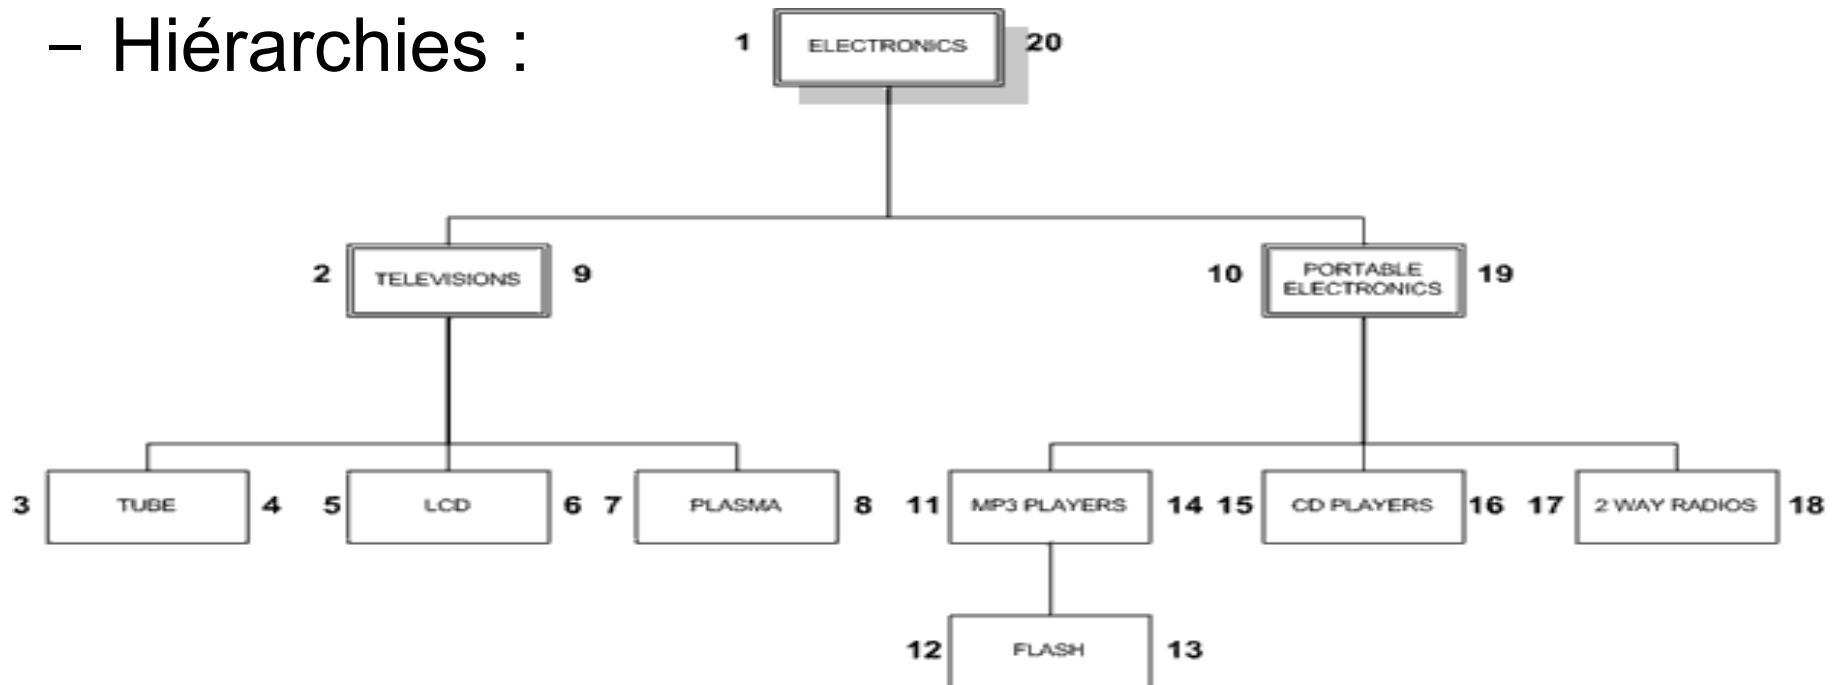 – Hiérarchies :
1 ELECTRONICS 20
2 TELEVISIONS 9
10 PORTABLE ELECTRONICS 19
3 TUBE 4 5 LCD 6 7 PLASMA 8 11 MP3 PLAYERS 14 15 CD PLAYERS 16 17 2 WAY RADIOS 18
12 FLASH 13